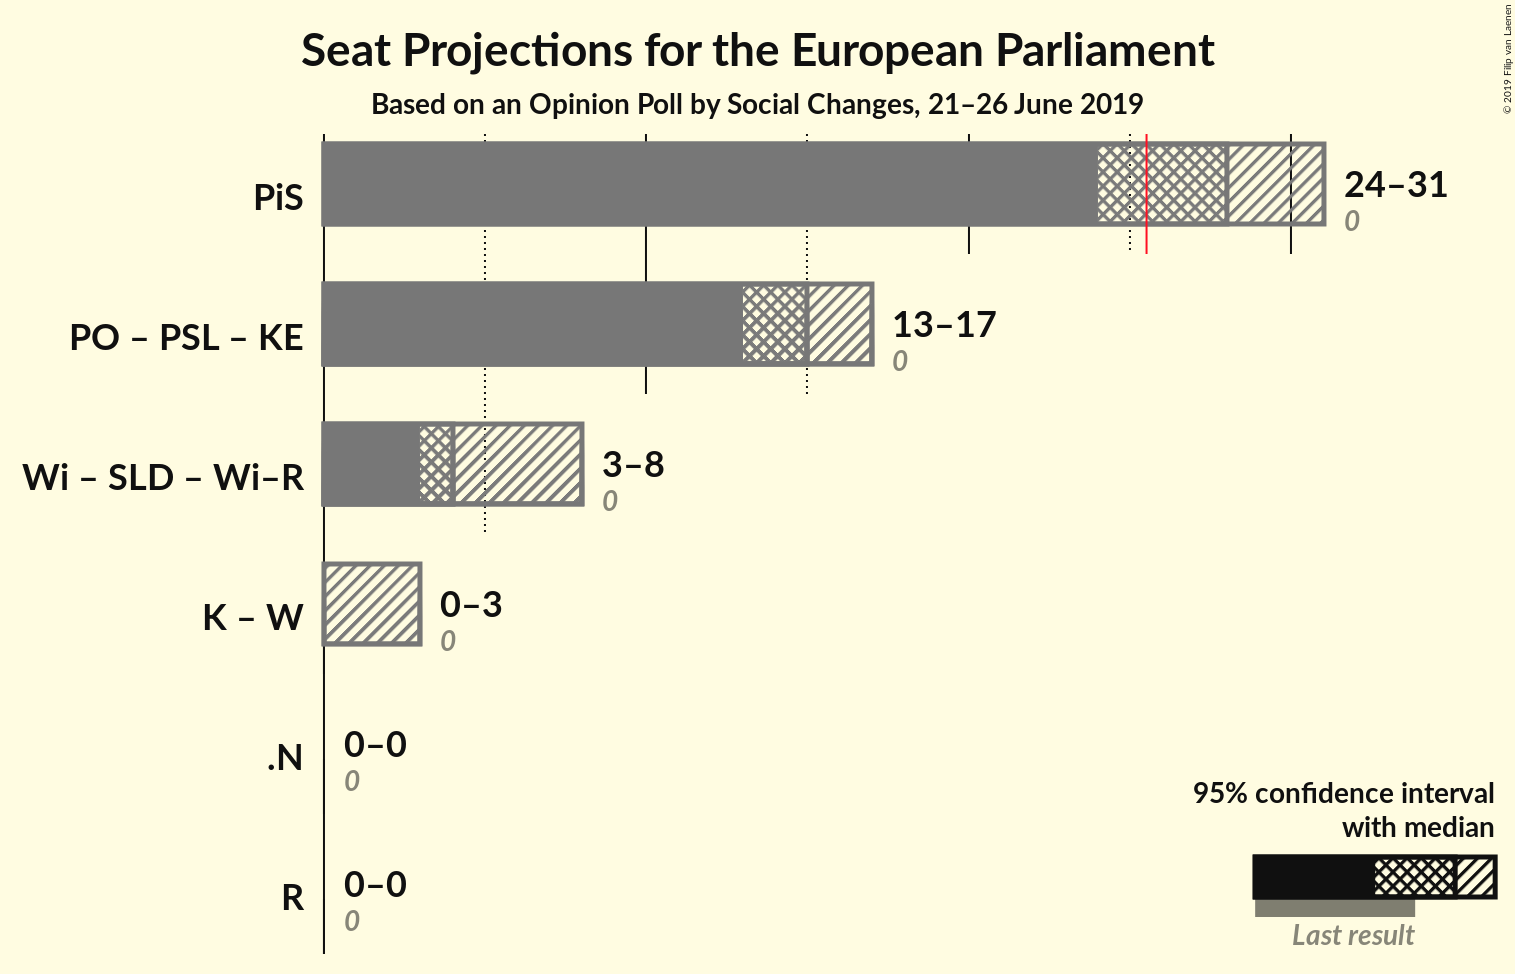 Seat Projections for the European Parliament
Based on an Opinion Poll by Social Changes, 21–26 June 2019
© 2019 Filip van Laenen
PiS
24–31
0
PO – PSL – KE
13–17
0
Wi – SLD – Wi–R
3–8
0
K – W
0–3
0
.N
0–0
0
R
0–0
0
95% confidence interval
with median
Last result